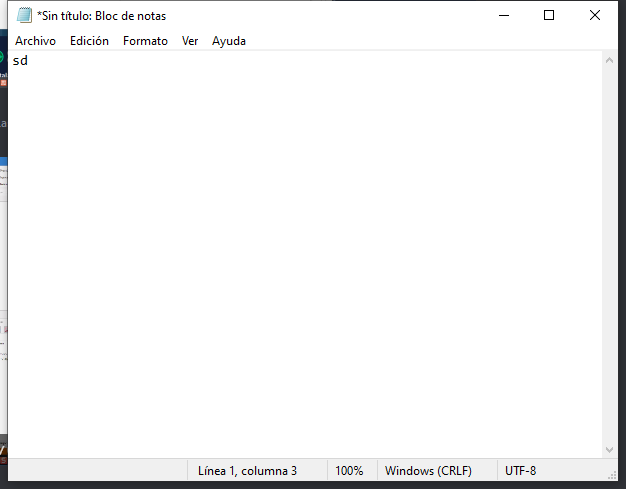 *Sin título: Bloc de notas
Archivo Edición Formato Ver Ayuda
sd
Línea 1, columna 3 100% Windows (CRLF) UTF-8